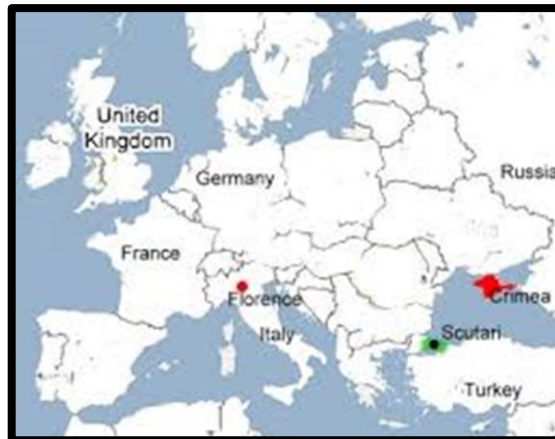 United
Kingdom
Russia
Germany
France
Florence
Crimea
Italy
Scutari
Turkey